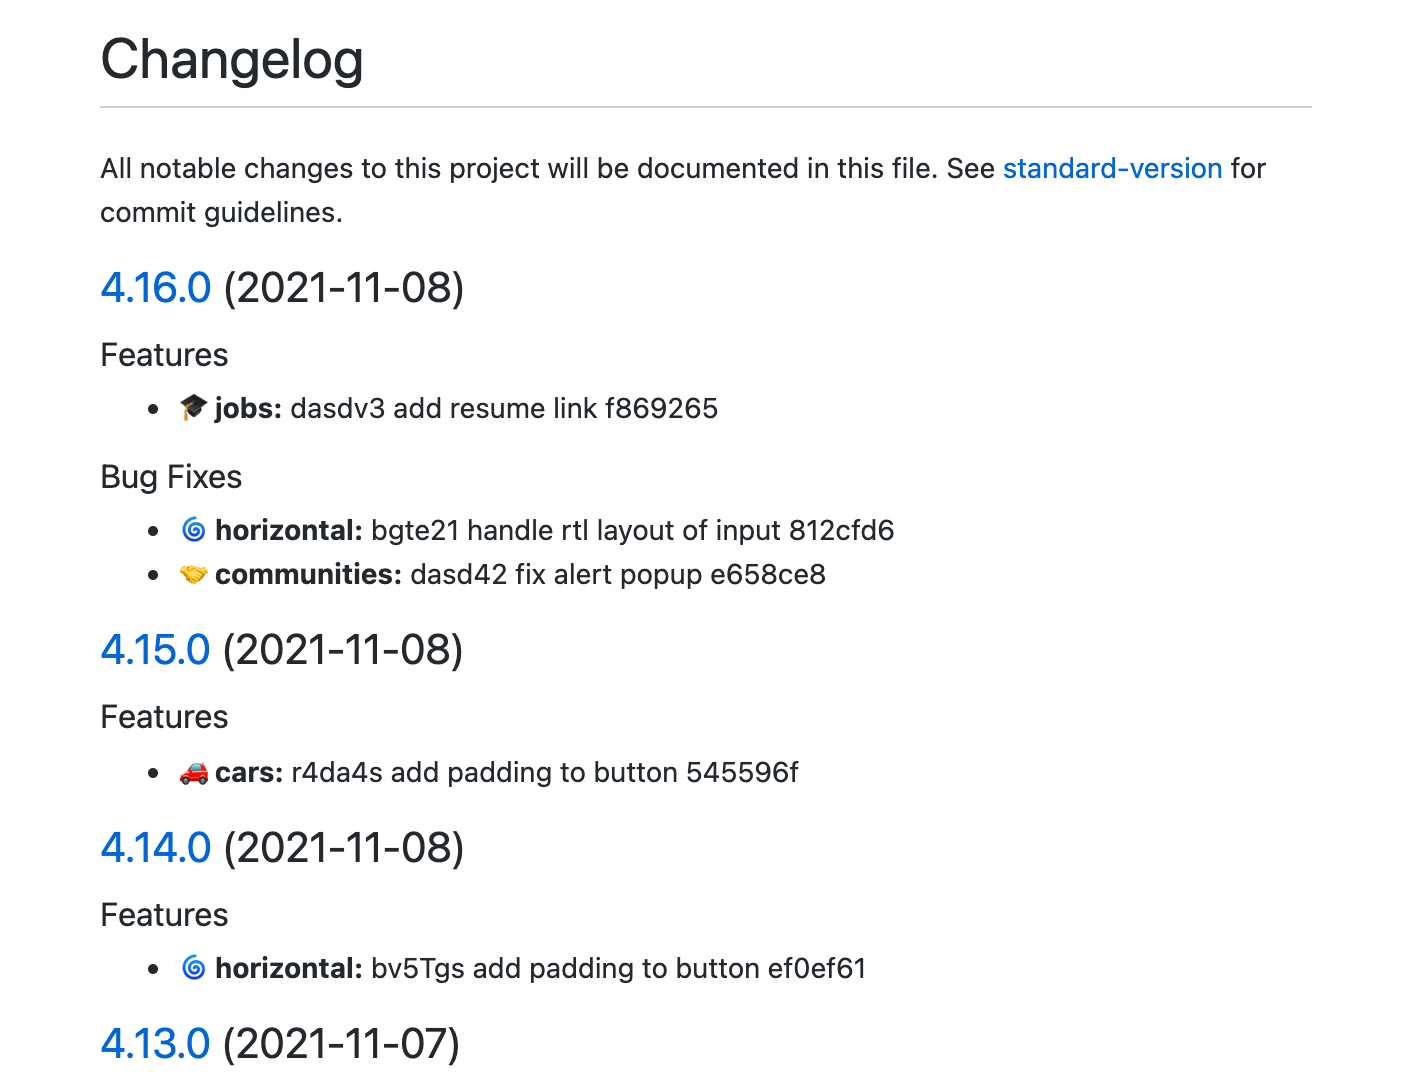 Changelog
All notable changes to this project will be documented in this file. See standard-version for
commit guidelines.
4.16.0 (2021-11-08)
Features
• 🎓 jobs: dasdv3 add resume link f869265
Bug Fixes
• 🌀 horizontal: bgte21 handle rtl layout of input 812cfd6
• 🤝 communities: dasd42 fix alert popup e658ce8
4.15.0 (2021-11-08)
Features
• 🚗 cars: r4da4s add padding to button 545596f
4.14.0 (2021-11-08)
Features
• 🌀 horizontal: bv5Tgs add padding to button ef0ef61
4.13.0 (2021-11-07)